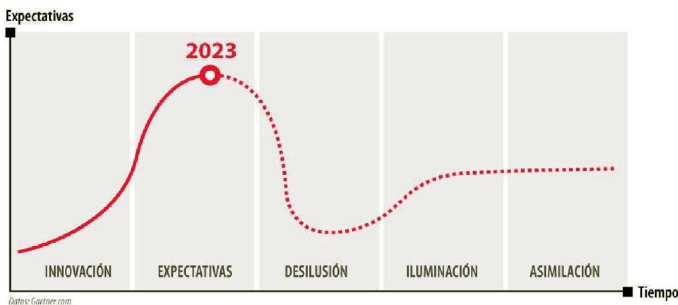 Expectativas
2023
INNOVACIÓN
EXPECTATIVAS
DESILUSIÓN
ILUMINACIÓN
ASIMILACIÓN
Tiempo
Datos: Gartner.com